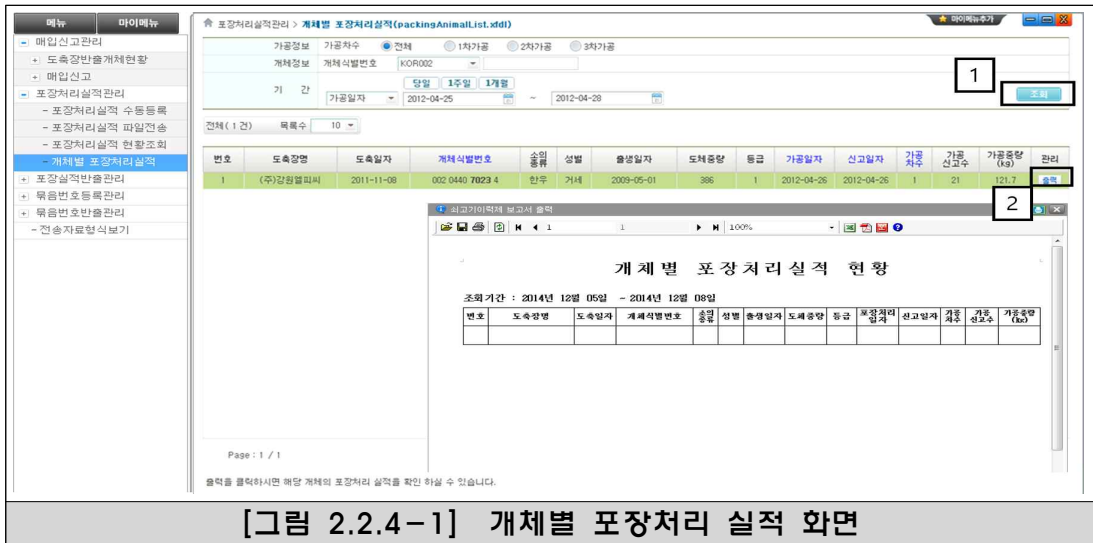 메뉴 마이메뉴
매입신고관리
도축장반출개체현황
매입신고
포장처리실적관리
- 포장처리실적 수동등록
- 포장처리실적 파일전송
- 포장처리실적 현황조회
- 개체별 포장처리실적
포장실적반출관리
묶음번호등록관리
묶음번호반출관리
- 전송자료형식보기
포장처리실적관리 > 개체별 포장처리실적(packingAnimalList.xfdl)
★ 마이메뉴추가
가공정보 가공차수 전체 1차가공 2차가공 3차가공
개체정보 개체식별번호 KOR002
당일 1주일 1개월
기 간 가공일자 2012-04-25 ~ 2012-04-28
1
조회
전체( 1 건) 목록수 10
번호 도축장명 도축일자 개체식별번호 소의종류 성별 출생일자 도체중량 등급 가공일자 신고일자 가공차수 가공신고수 가공중량(kg) 관리
1 (주)강원엘피씨 2011-11-08 002 0440 7023 4 한우 거세 2009-05-01 386 1 2012-04-26 2012-04-26 1 21 121.7 출력
2
쇠고기이력제 보고서 출력
1 1 100%
개체별 포장처리실적 현황
조회기간 : 2014년 12월 05일 ~ 2014년 12월 08일
번호 도축장명 도축일자 개체식별번호 소의종류 성별 출생일자 도체중량 등급 포장처리일자 신고일자 가공차수 가공신고수 가공중량(kg)
Page : 1 / 1
출력을 클릭하시면 해당 개체의 포장처리 실적을 확인 하실 수 있습니다.
[그림 2.2.4-1] 개체별 포장처리 실적 화면